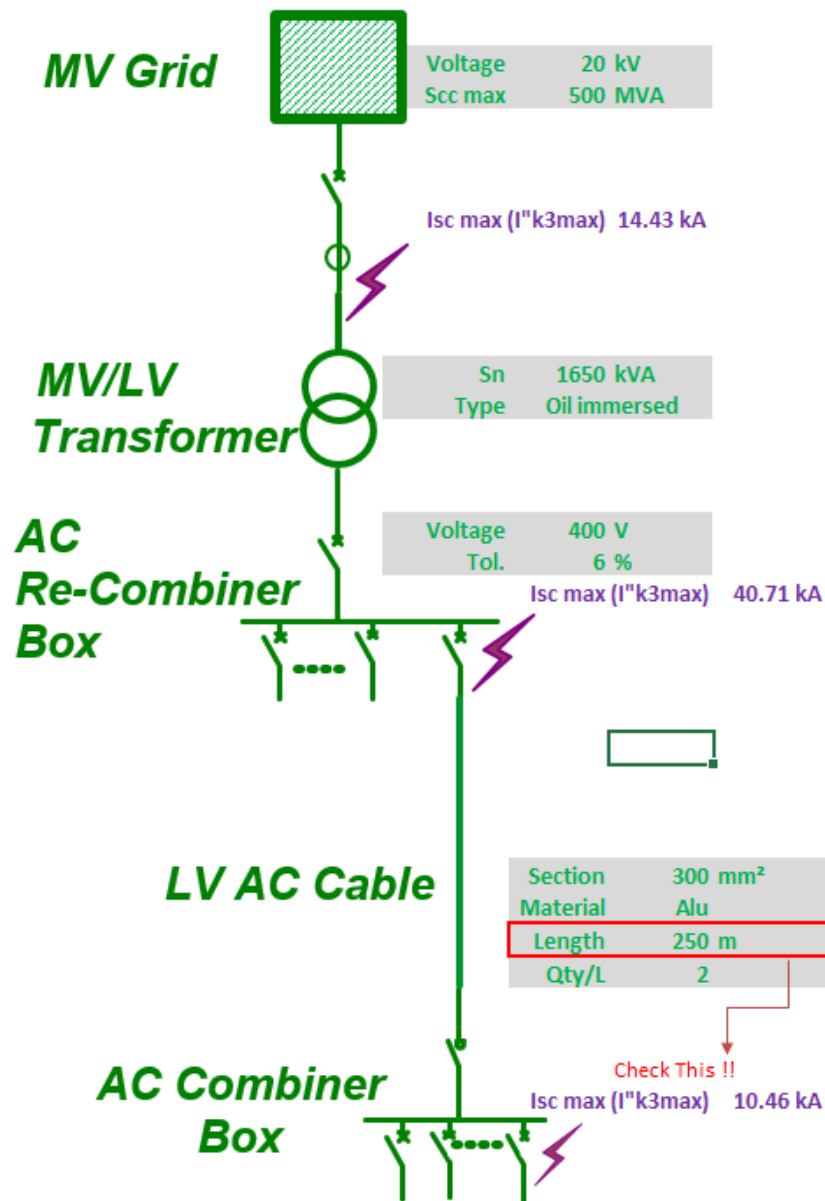 MV Grid
Voltage 20 kV
Scc max 500 MVA
Isc max (I"k3max) 14.43 kA
MV/LV
Transformer
Sn 1650 kVA
Type Oil immersed
AC
Re-Combiner
Box
Voltage 400 V
Tol. 6 %
Isc max (I"k3max) 40.71 kA
LV AC Cable
Section 300 mm²
Material Alu
Length 250 m
Qty/L 2
Check This !!
AC Combiner
Box
Isc max (I"k3max) 10.46 kA